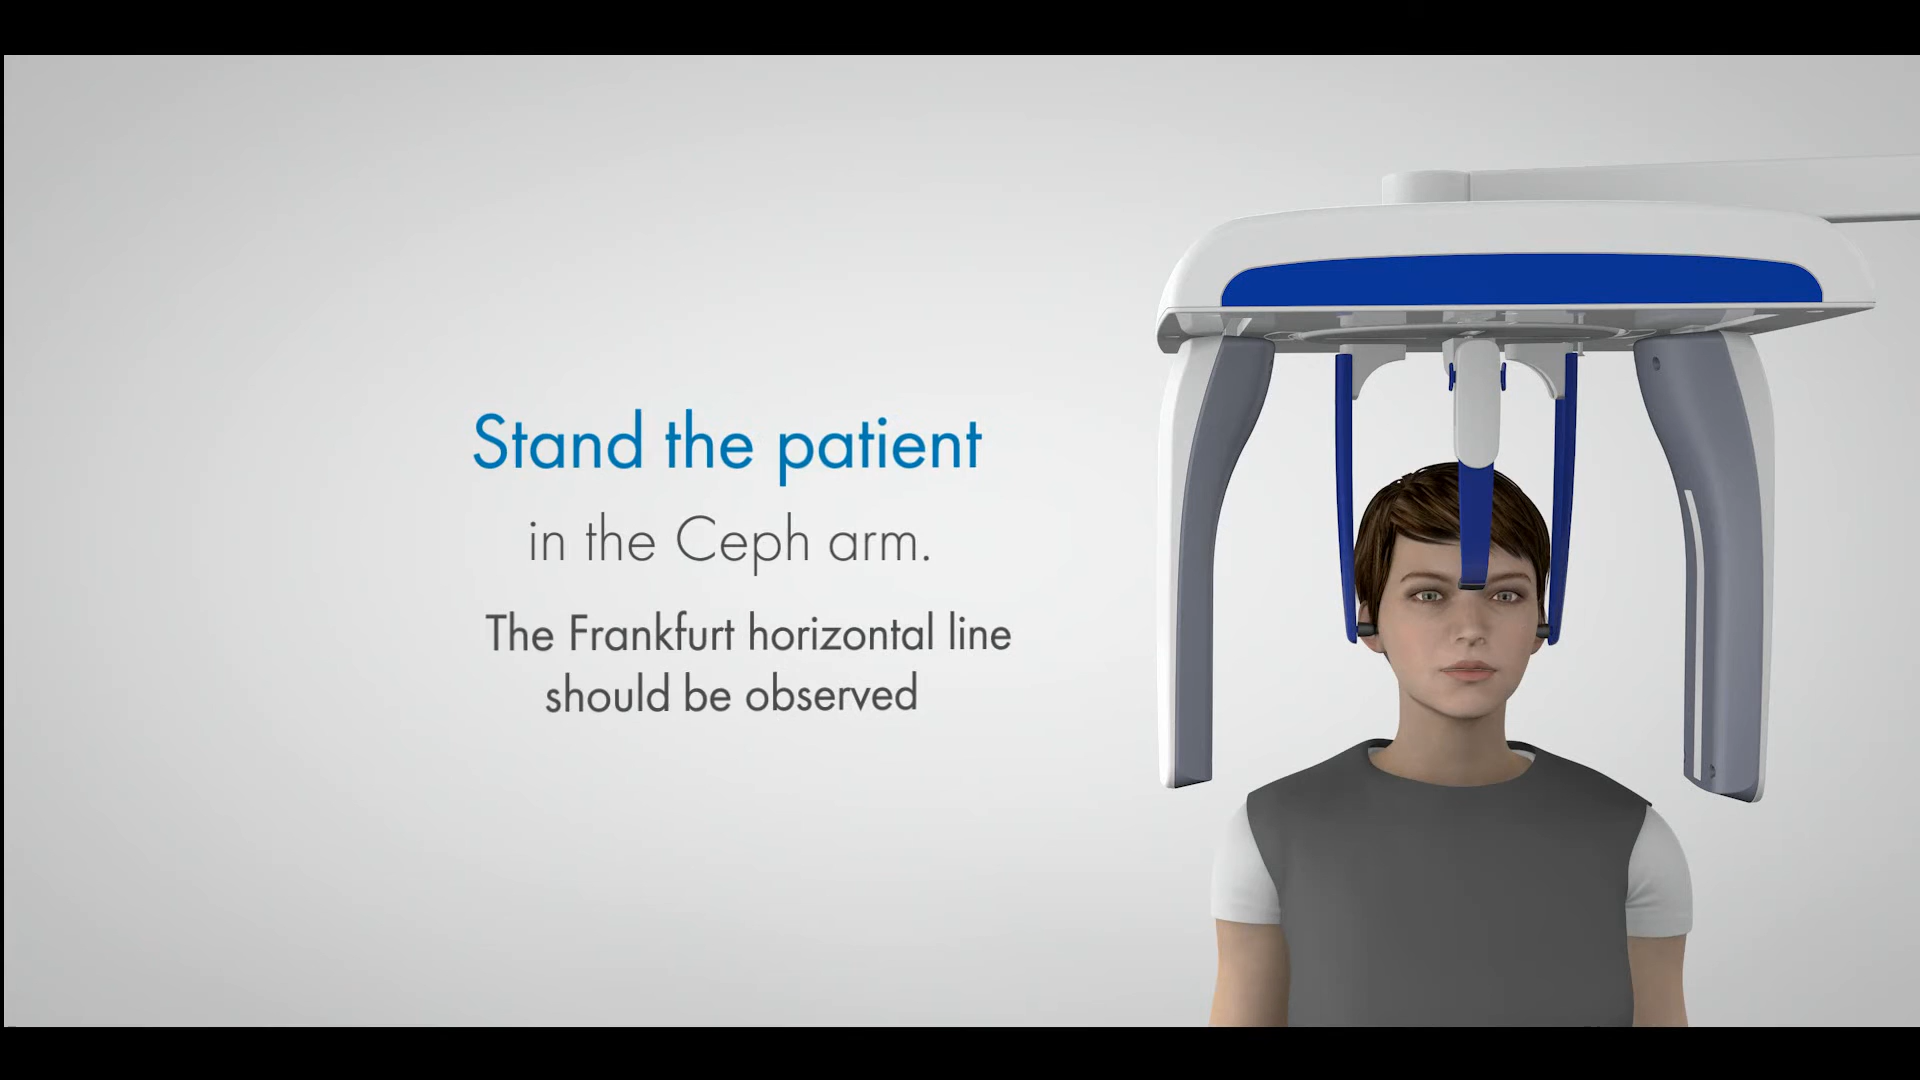 Stand the patient
in the Ceph arm.
The Frankfurt horizontal line
should be observed